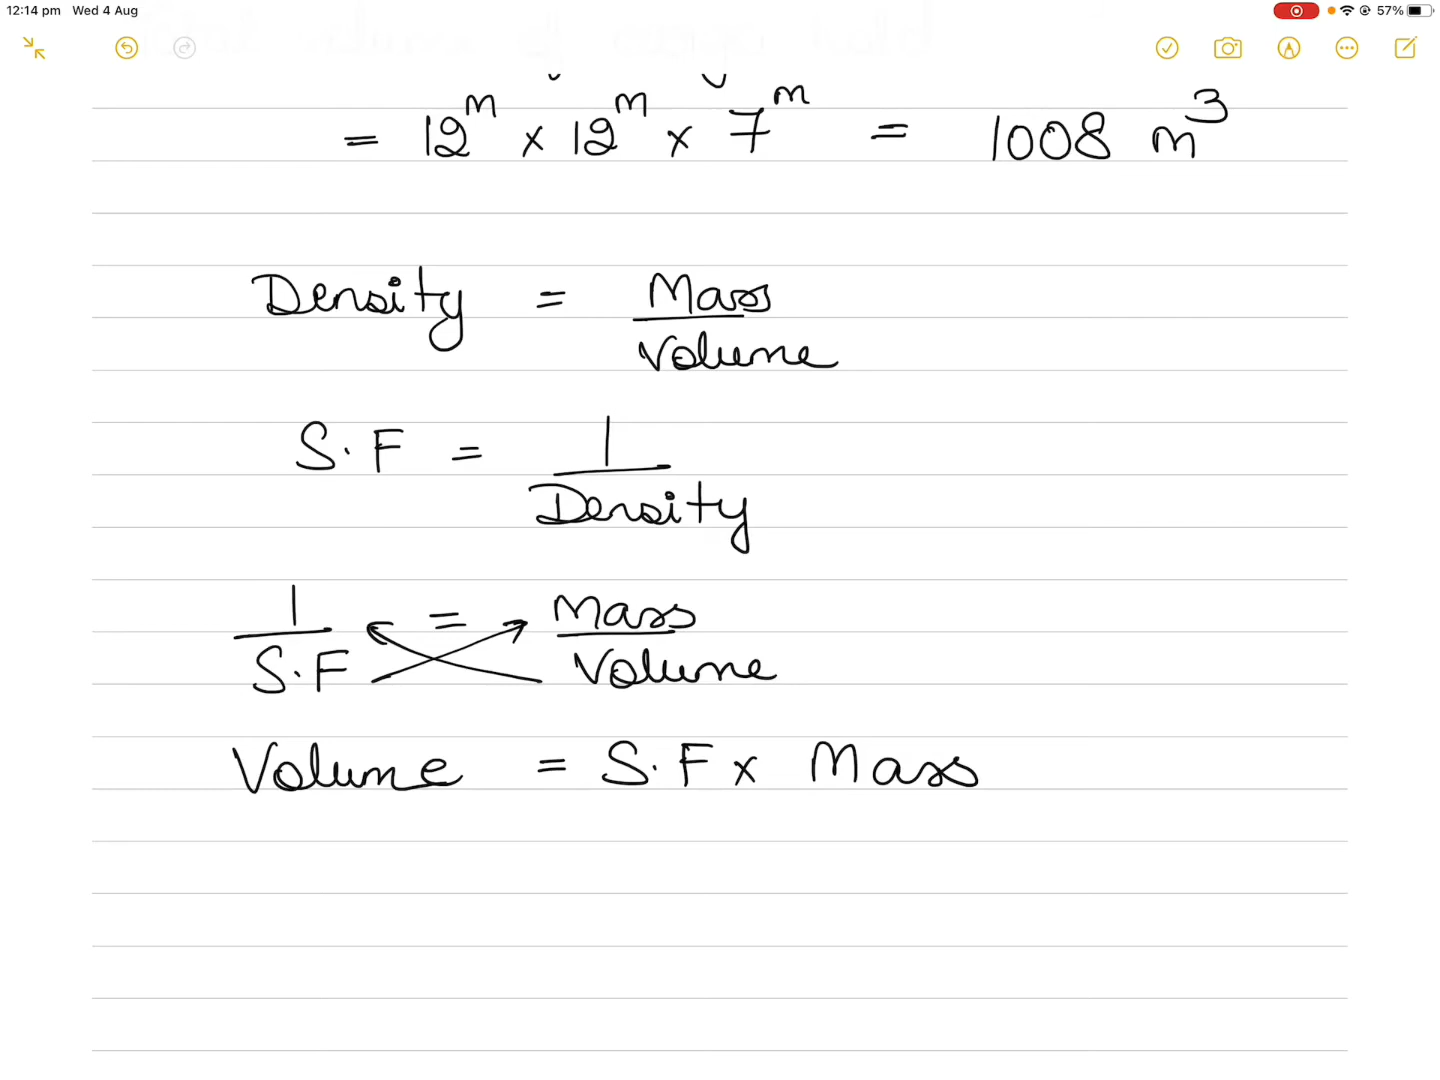 12:14 pm Wed 4 Aug 57%
= 12ᵐ x 12ᵐ x 7ᵐ = 1008 m³
Density = Mass
Volume
S.F = 1
Density
1 = Mass
S.F Volume
Volume = S.F x Mass